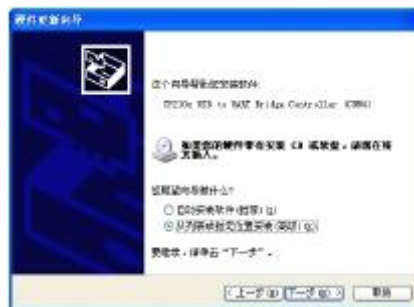 硬件更新向导
这个向导帮助您安装软件:
CP210x USB to UART Bridge Controller (COM4)
如果您的硬件带有安装 CD 或软盘，请现在将
其插入。
您期望向导做什么?
自动安装软件(推荐)(I)
从列表或指定位置安装(高级)(S)
要继续，请单击“下一步”。
<上一步(B) 下一步(N)> 取消